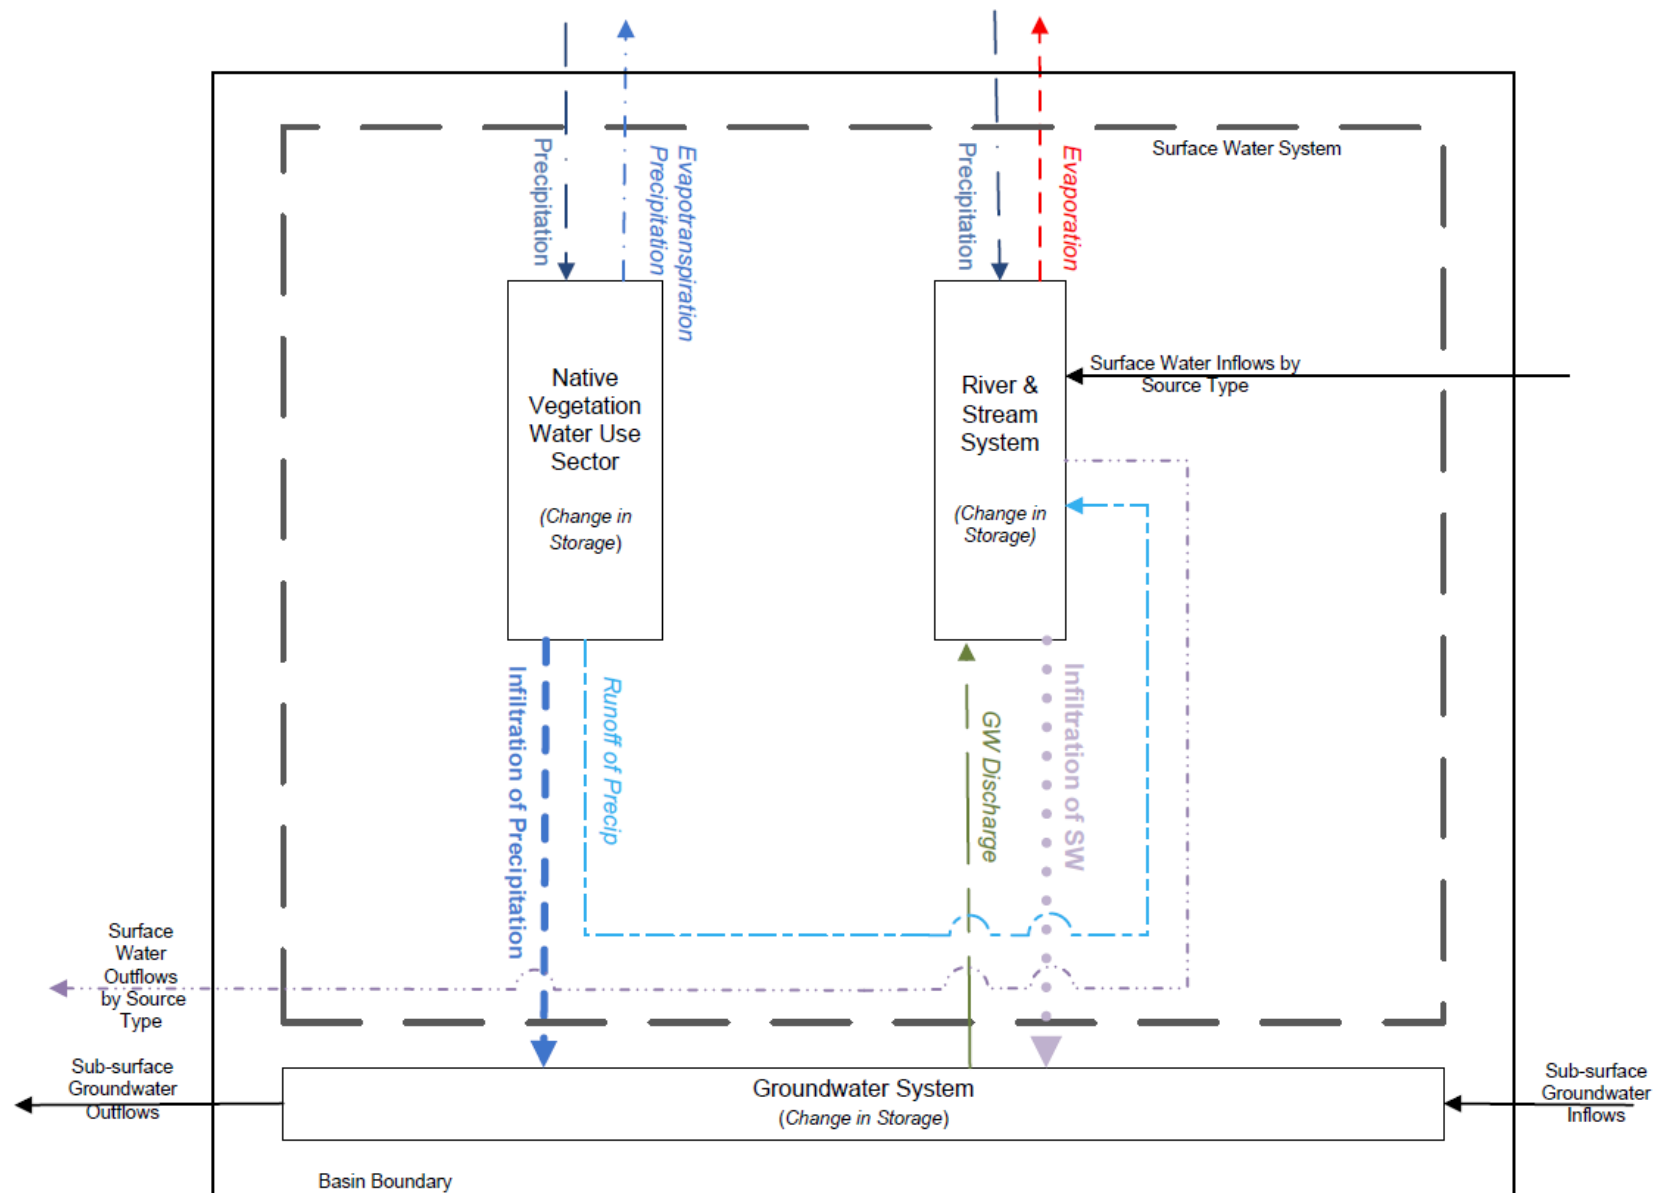 Precipitation
Evapotranspiration
Precipitation
Precipitation
Evaporation
Surface Water System
Native
Vegetation
Water Use
Sector
(Change in
Storage)
River &
Stream
System
(Change in
Storage)
Surface Water Inflows by
Source Type
Infiltration of Precipitation
Runoff of Precip
GW Discharge
Infiltration of SW
Surface
Water
Outflows
by Source
Type
Sub-surface
Groundwater
Outflows
Groundwater System
(Change in Storage)
Sub-surface
Groundwater
Inflows
Basin Boundary